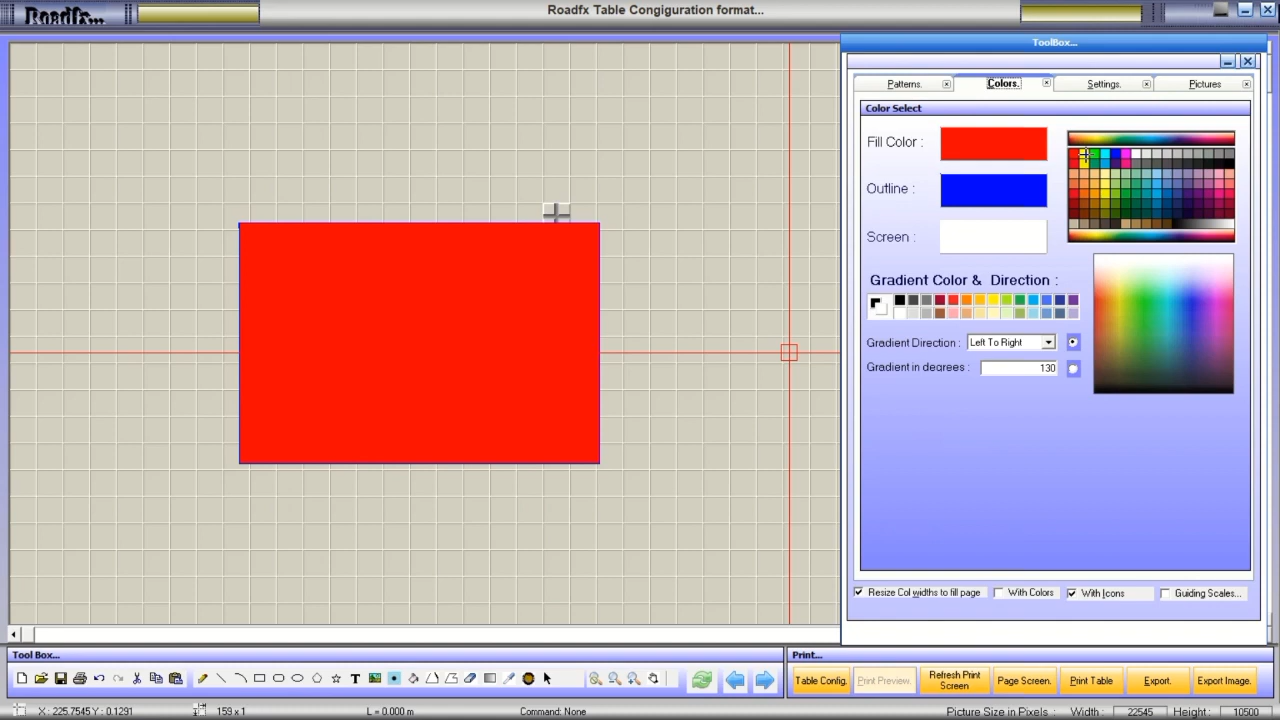 Roadfx...
Roadfx Table Congiguration format...
ToolBox...
Patterns.
Colors.
Settings.
Pictures
Color Select
Fill Color :
Outline :
Screen :
Gradient Color & Direction :
Gradient Direction :
Left To Right
Gradient in degrees :
130
Resize Col widths to fill page
With Colors
With Icons
Guiding Scales...
Tool Box...
Print...
T
Table Config.
Print Preview.
Refresh Print
Screen
Page Screen.
Print Table
Export.
Export Image.
X : 225.7545 Y : 0.1291
159 x 1
L = 0.000 m
Command: None
Picture Size in Pixels :
Width :
22545
Height :
10500